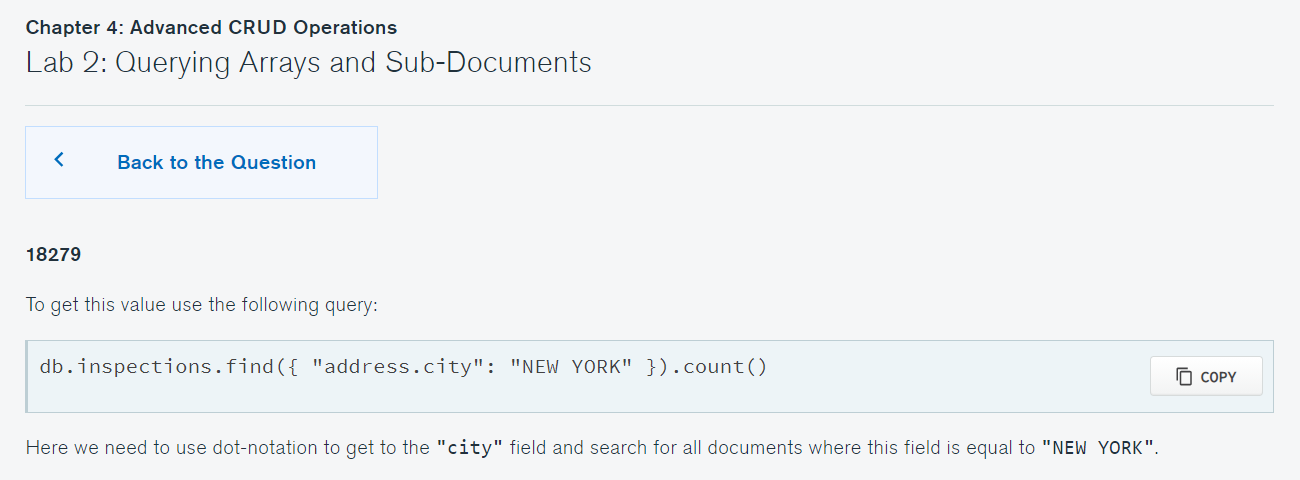 Chapter 4: Advanced CRUD Operations
Lab 2: Querying Arrays and Sub-Documents
Back to the Question
18279
To get this value use the following query:
db.inspections.find({ "address.city": "NEW YORK" }).count()
COPY
Here we need to use dot-notation to get to the "city" field and search for all documents where this field is equal to "NEW YORK".